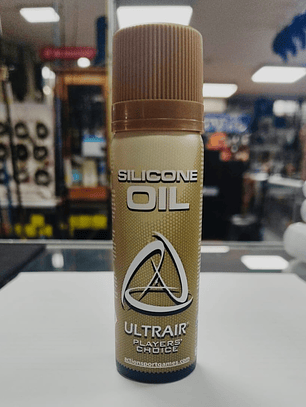 SILICONE
OIL
ULTRAIR
PLAYERS'
CHOICE
actionsportgames.com